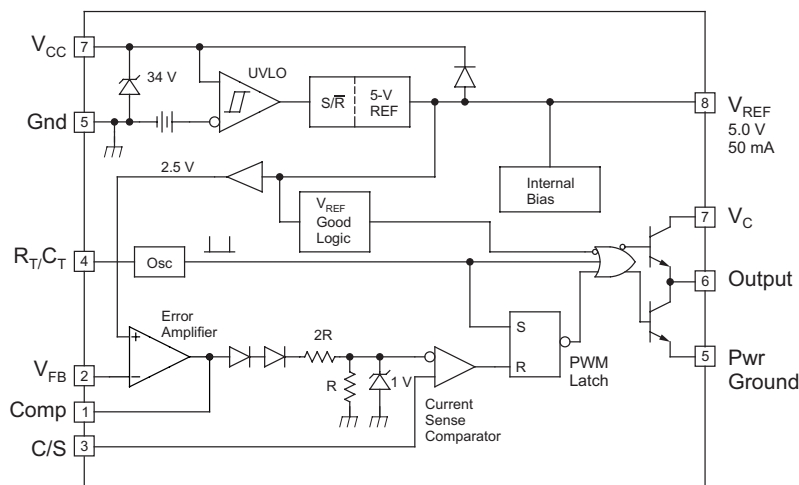 V_CC
7
34 V
UVLO
S/R̅
5-V
REF
8
V_REF
5.0 V
50 mA
Gnd
5
2.5 V
V_REF
Good
Logic
Internal
Bias
7
V_C
R_T/C_T
4
Osc
6
Output
Error
Amplifier
+
−
2R
R
1 V
S
R
PWM
Latch
5
Pwr
Ground
V_FB
2
Comp
1
C/S
3
Current
Sense
Comparator